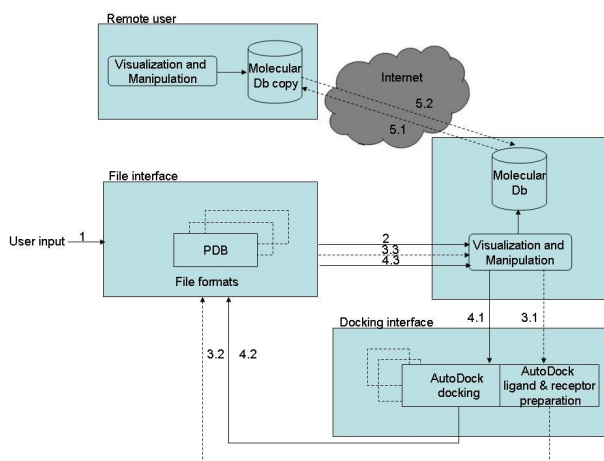 Remote user
Visualization and
Manipulation
Molecular
Db copy
Internet
5.2
5.1
Molecular
Db
File interface
User input
1
PDB
File formats
2
3.3
4.3
Visualization and
Manipulation
4.1
3.1
Docking interface
3.2
4.2
AutoDock
docking
AutoDock
ligand & receptor
preparation